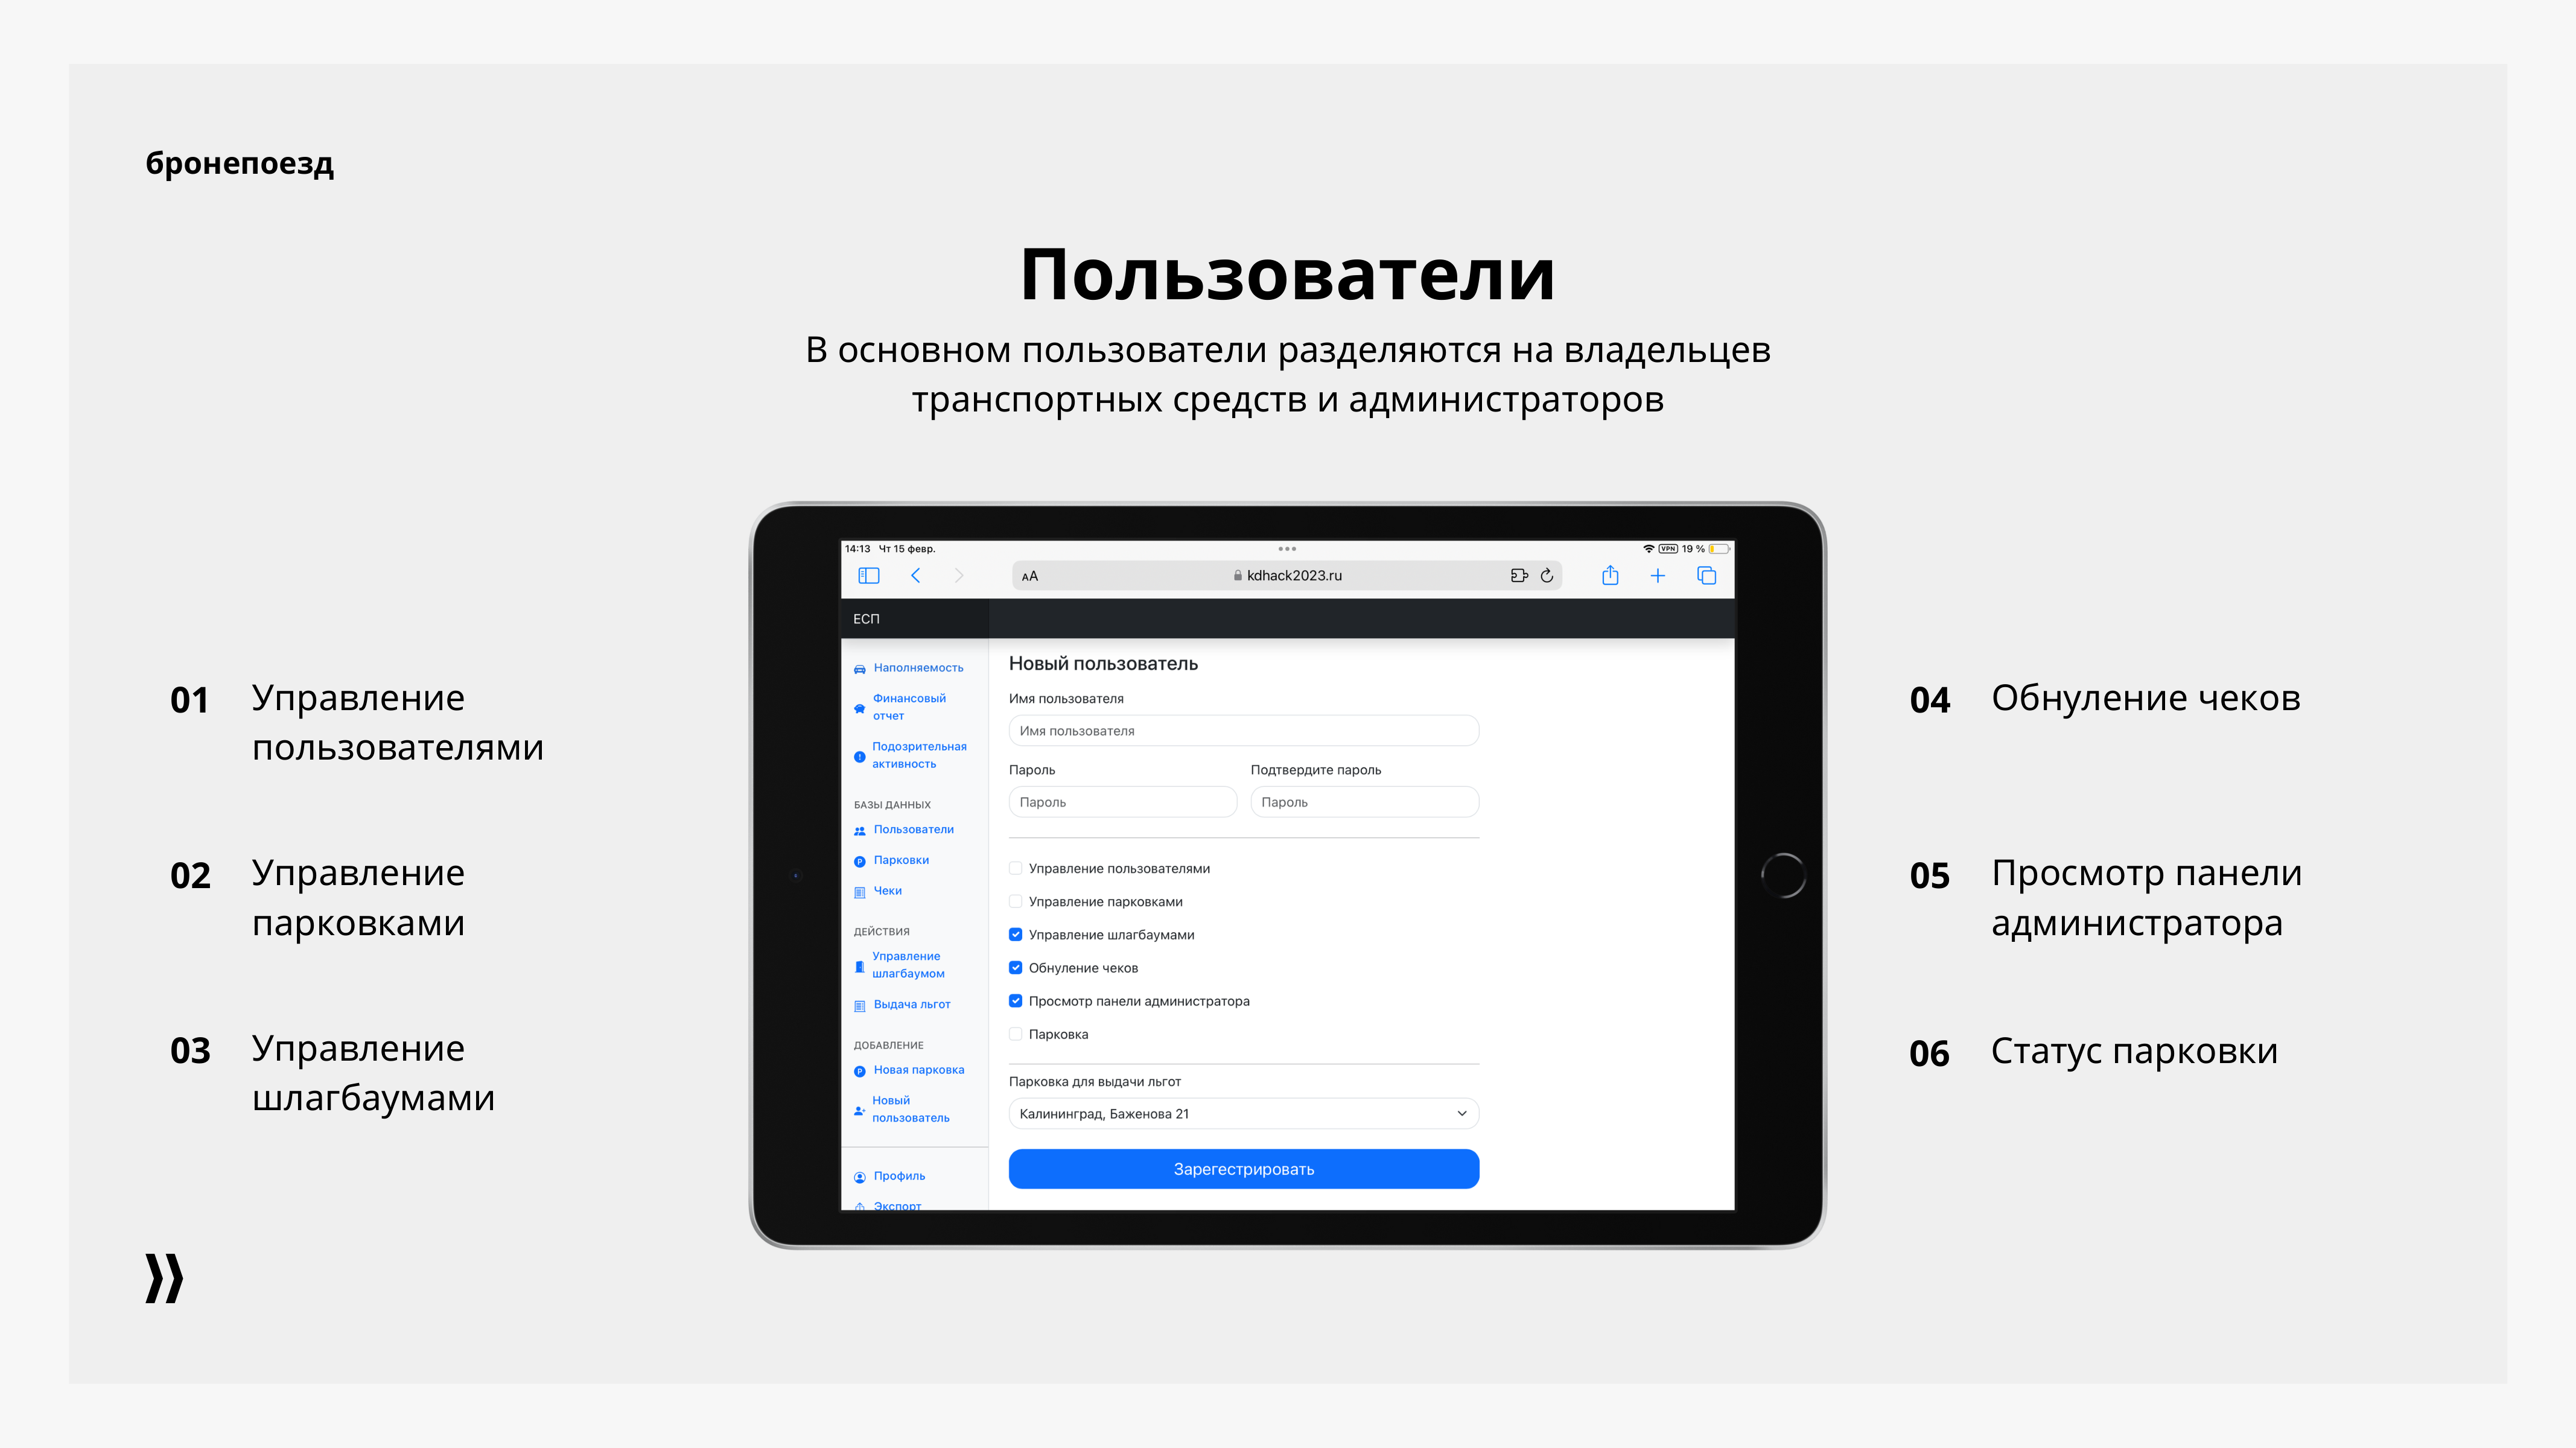 бронепоезд
Пользователи
В основном пользователи разделяются на владельцев
транспортных средств и администраторов
01 Управление
пользователями
02 Управление
парковками
03 Управление
шлагбаумами
14:13 Чт 15 февр.
VPN 19 %
AA kdhack2023.ru
ЕСП
Наполняемость
Финансовый
отчет
Подозрительная
активность
БАЗЫ ДАННЫХ
Пользователи
Парковки
Чеки
ДЕЙСТВИЯ
Управление
шлагбаумом
Выдача льгот
ДОБАВЛЕНИЕ
Новая парковка
Новый
пользователь
Профиль
Экспорт
Новый пользователь
Имя пользователя
Имя пользователя
Пароль Подтвердите пароль
Пароль Пароль
Управление пользователями
Управление парковками
Управление шлагбаумами
Обнуление чеков
Просмотр панели администратора
Парковка
Парковка для выдачи льгот
Калининград, Баженова 21
Зарегестрировать
04 Обнуление чеков
05 Просмотр панели
администратора
06 Статус парковки